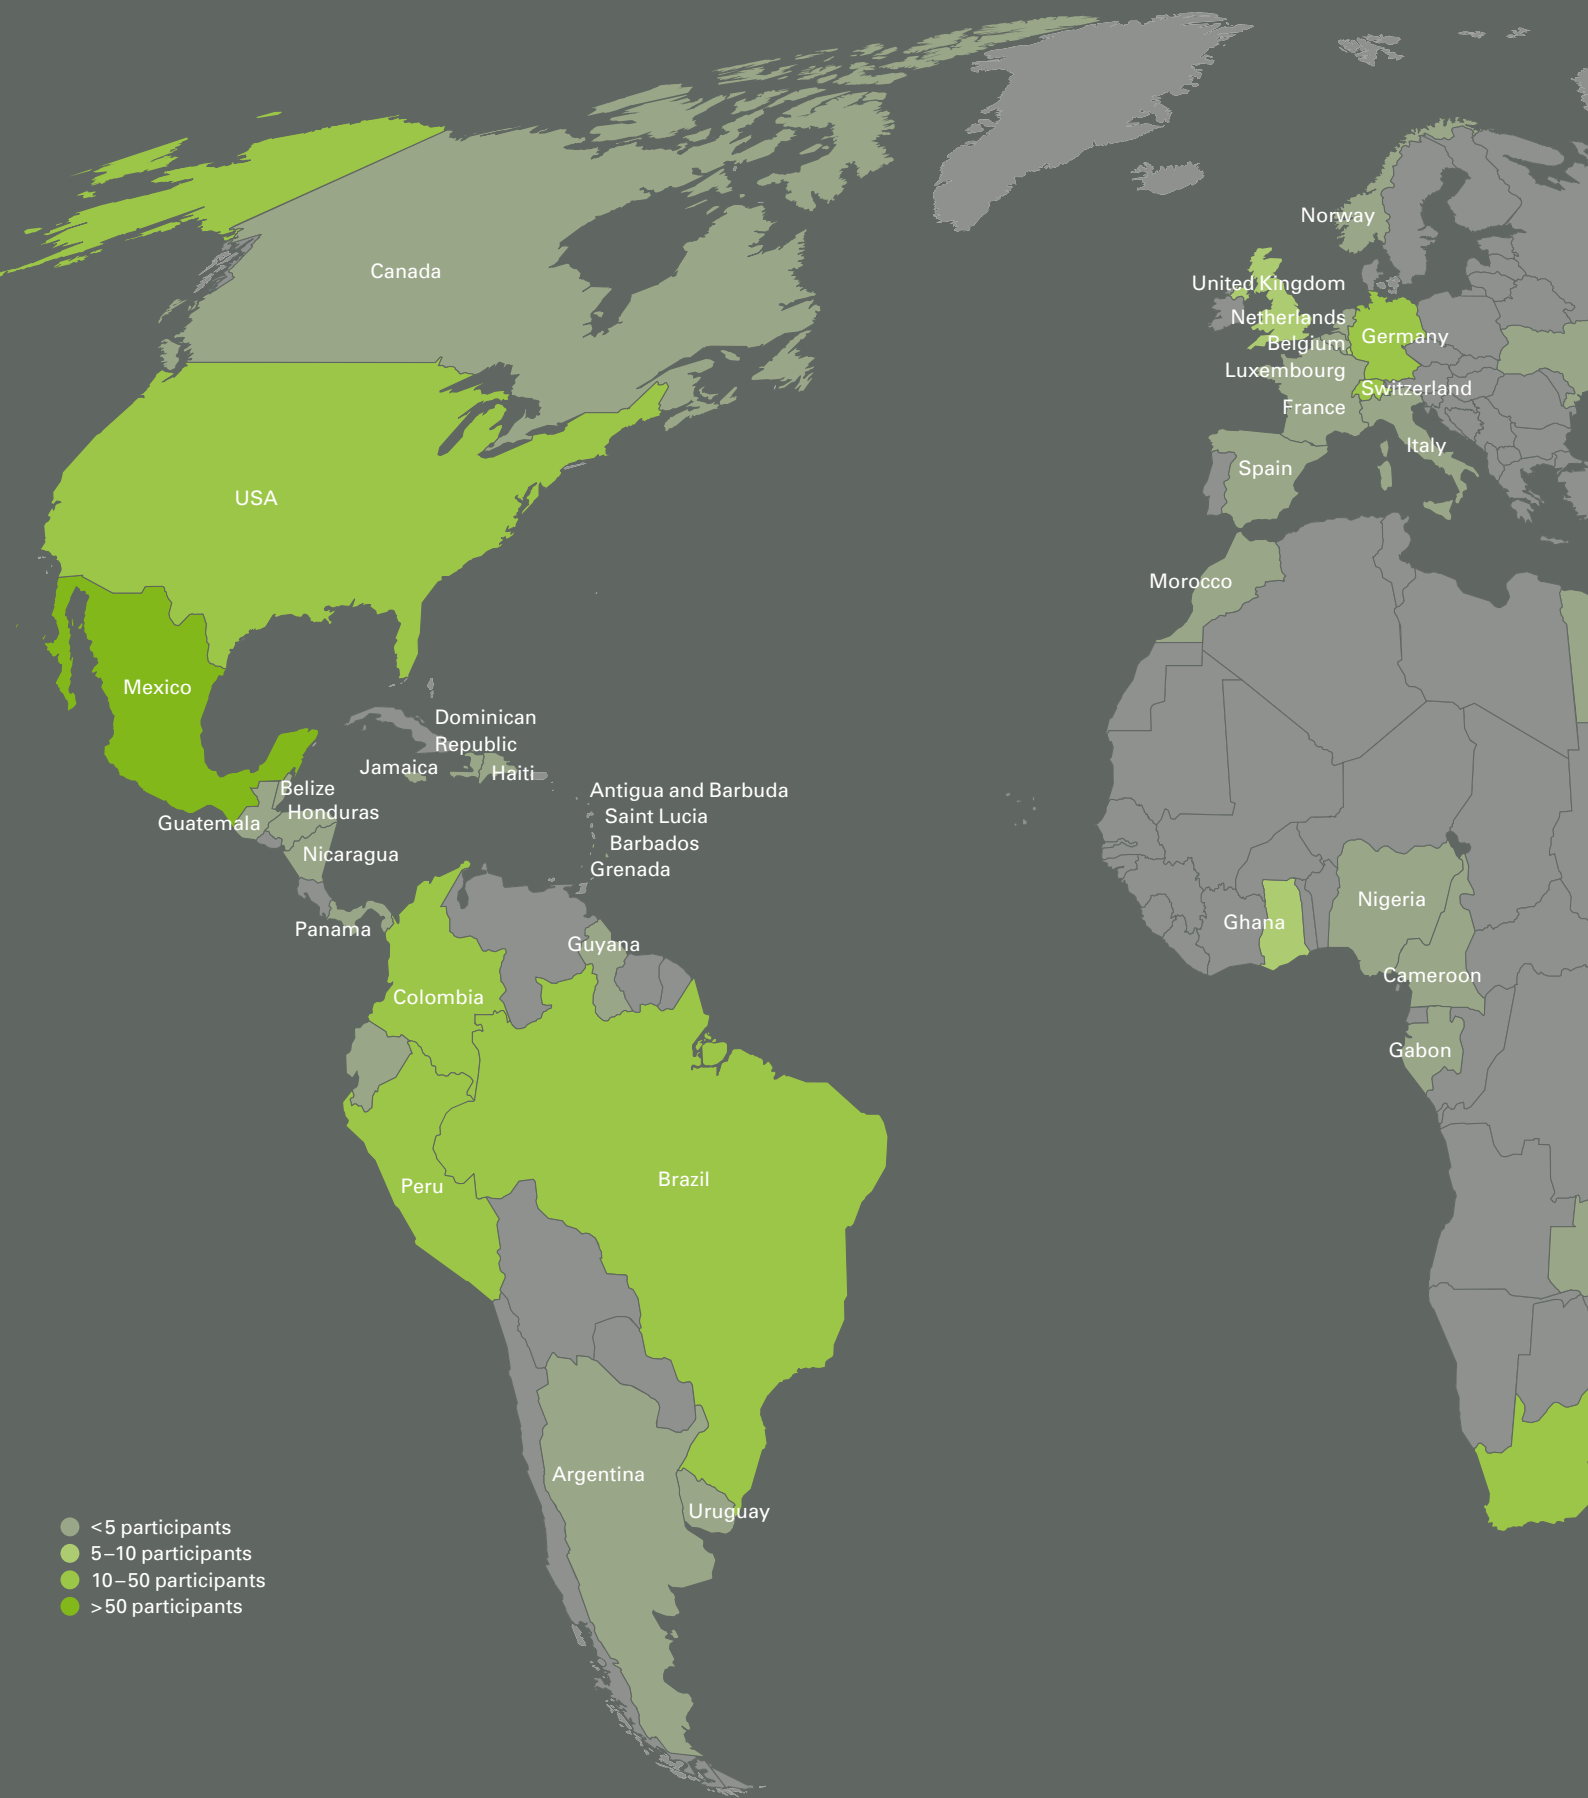 Canada
Norway
United Kingdom
Netherlands
Germany
Belgium
Luxembourg
Switzerland
France
Italy
Spain
USA
Morocco
Mexico
Dominican
Republic
Jamaica
Haiti
Belize
Antigua and Barbuda
Honduras
Saint Lucia
Guatemala
Barbados
Nicaragua
Grenada
Nigeria
Panama
Ghana
Guyana
Cameroon
Colombia
Gabon
Peru
Brazil
Argentina
Uruguay
<5 participants
5–10 participants
10–50 participants
>50 participants